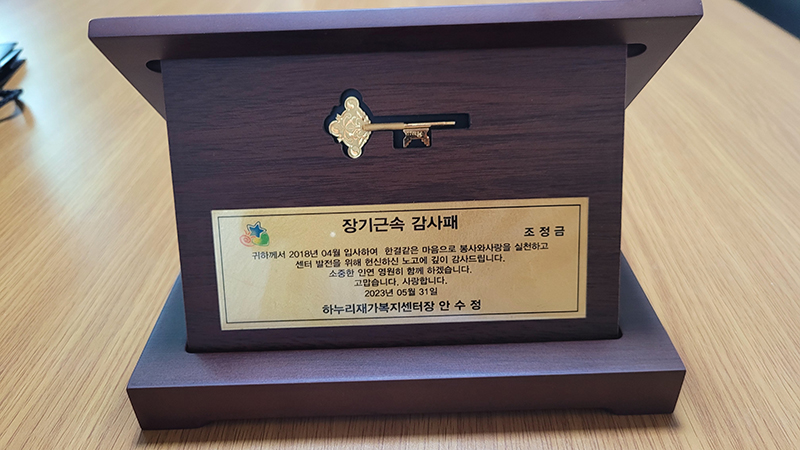 장기근속 감사패
조 정 금
귀하께서 2018년 04월 입사하여 한결같은 마음으로 봉사와사랑을 실천하고
센터 발전을 위해 헌신하신 노고에 깊이 감사드립니다.
소중한 인연 영원히 함께 하겠습니다.
고맙습니다. 사랑합니다.
2023년 05월 31일
하누리재가복지센터장 안 수 정